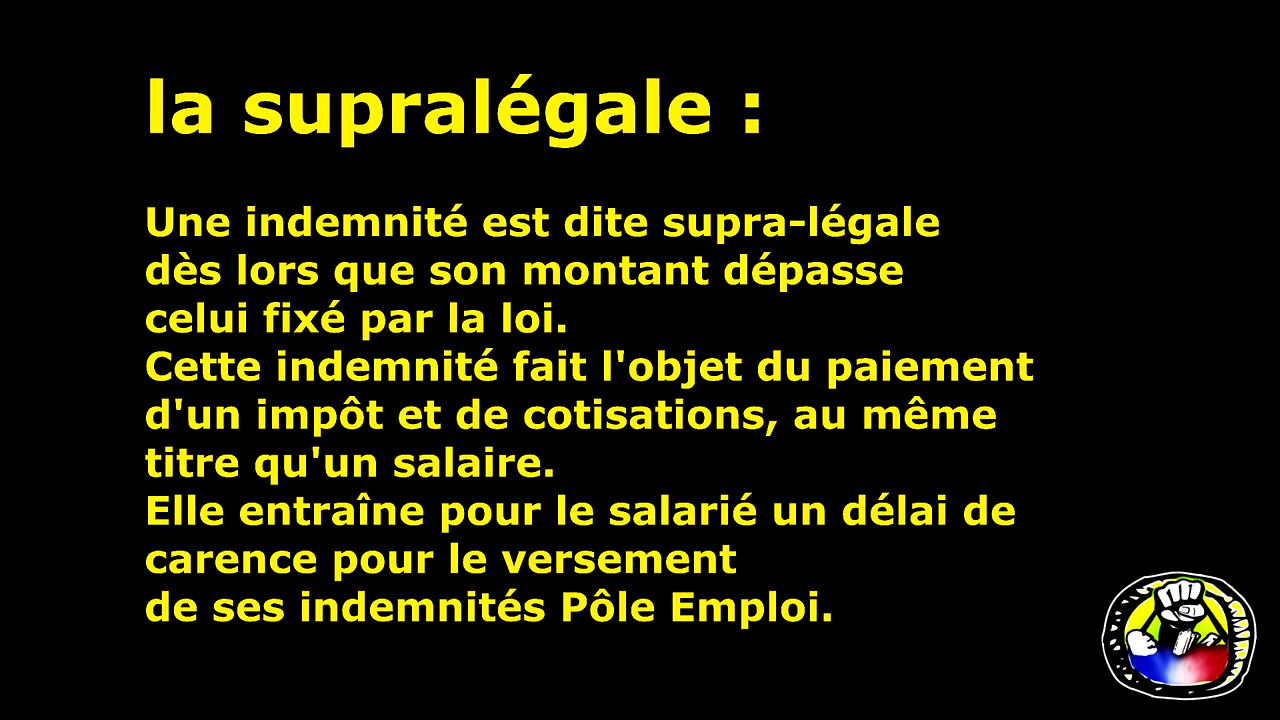 la supralégale :
Une indemnité est dite supra-légale
dès lors que son montant dépasse
celui fixé par la loi.
Cette indemnité fait l'objet du paiement
d'un impôt et de cotisations, au même
titre qu'un salaire.
Elle entraîne pour le salarié un délai de
carence pour le versement
de ses indemnités Pôle Emploi.